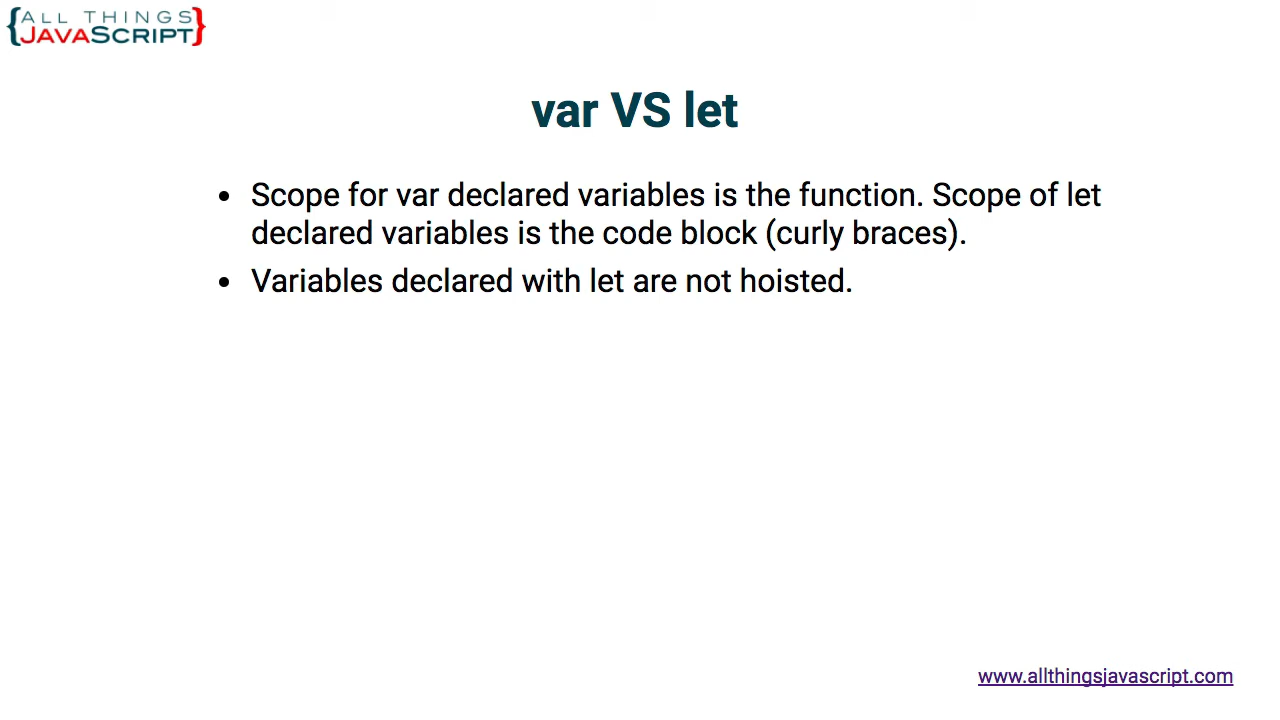 {ALL THINGS
JAVASCRIPT}
var VS let
• Scope for var declared variables is the function. Scope of let
declared variables is the code block (curly braces).
• Variables declared with let are not hoisted.
www.allthingsjavascript.com